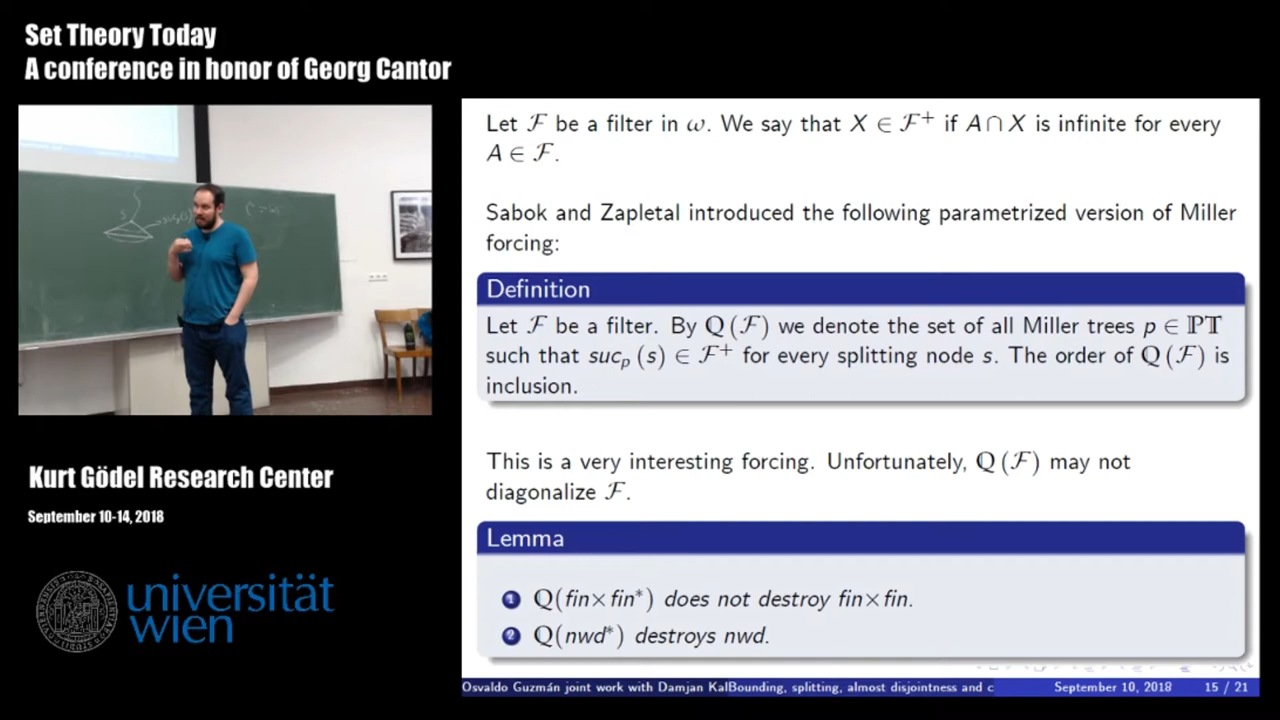 Set Theory Today
A conference in honor of Georg Cantor
Let ℱ be a filter in ω. We say that X ∈ ℱ⁺ if A ∩ X is infinite for every
A ∈ ℱ.
Sabok and Zapletal introduced the following parametrized version of Miller
forcing:
Definition
Let ℱ be a filter. By ℚ(ℱ) we denote the set of all Miller trees p ∈ ℙ𝕋
such that sucₚ(s) ∈ ℱ⁺ for every splitting node s. The order of ℚ(ℱ) is
inclusion.
This is a very interesting forcing. Unfortunately, ℚ(ℱ) may not
diagonalize ℱ.
Lemma
1 ℚ(fin×fin*) does not destroy fin×fin.
2 ℚ(nwd*) destroys nwd.
Osvaldo Guzmán joint work with Damjan KalBounding, splitting, almost disjointness and c
September 10, 2018
15 / 21
Kurt Gödel Research Center
September 10-14, 2018
universität
wien